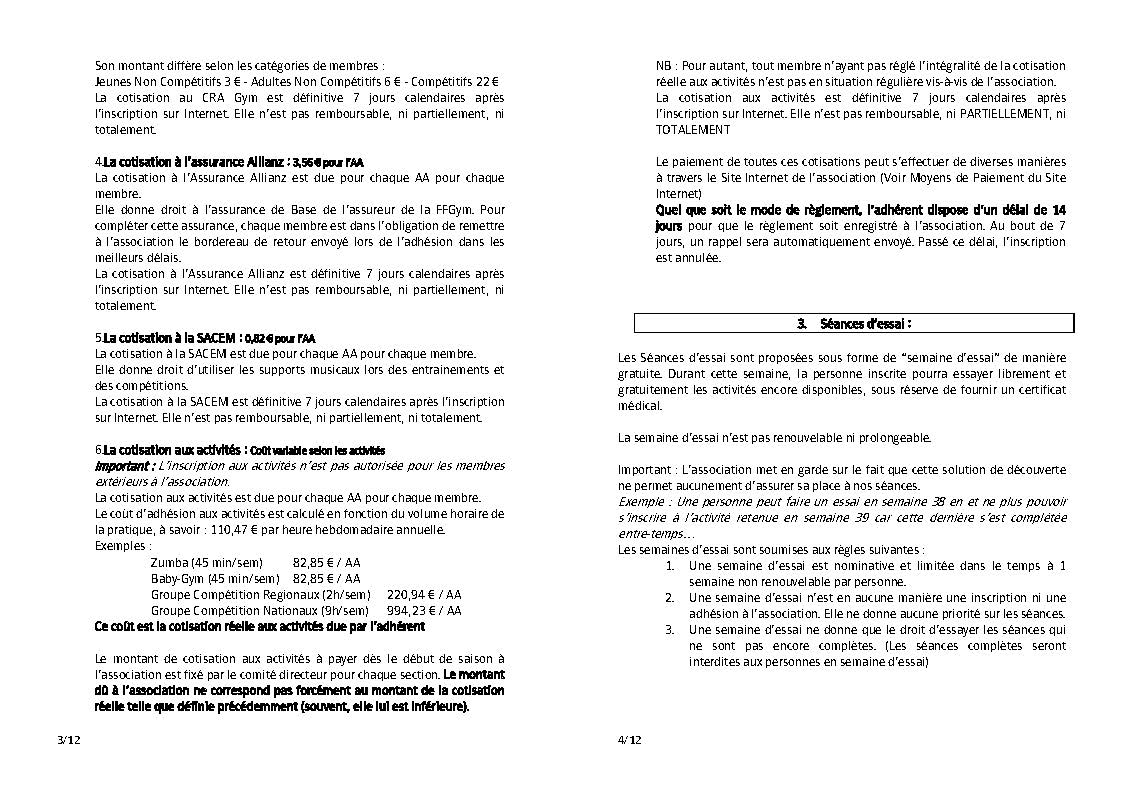 Son montant diffère selon les catégories de membres :
Jeunes Non Compétitifs 3 € - Adultes Non Compétitifs 6 € - Compétitifs 22 €
La cotisation au CRA Gym est définitive 7 jours calendaires après
l'inscription sur Internet. Elle n'est pas remboursable, ni partiellement, ni
totalement.
4.La cotisation à l'assurance Allianz : 3,56 € pour l'AA
La cotisation à l'Assurance Allianz est due pour chaque AA pour chaque
membre.
Elle donne droit à l'assurance de Base de l'assureur de la FFGym. Pour
compléter cette assurance, chaque membre est dans l'obligation de remettre
à l'association le bordereau de retour envoyé lors de l'adhésion dans les
meilleurs délais.
La cotisation à l'Assurance Allianz est définitive 7 jours calendaires après
l'inscription sur Internet. Elle n'est pas remboursable, ni partiellement, ni
totalement.
5.La cotisation à la SACEM : 0,82 € pour l'AA
La cotisation à la SACEM est due pour chaque AA pour chaque membre.
Elle donne droit d'utiliser les supports musicaux lors des entrainements et
des compétitions.
La cotisation à la SACEM est définitive 7 jours calendaires après l'inscription
sur Internet. Elle n'est pas remboursable, ni partiellement, ni totalement.
6.La cotisation aux activités : Coût variable selon les activités
Important : L'inscription aux activités n'est pas autorisée pour les membres
extérieurs à l'association.
La cotisation aux activités est due pour chaque AA pour chaque membre.
Le coût d'adhésion aux activités est calculé en fonction du volume horaire de
la pratique, à savoir : 110,47 € par heure hebdomadaire annuelle.
Exemples :
Zumba (45 min/sem) 82,85 € / AA
Baby-Gym (45 min/sem) 82,85 € / AA
Groupe Compétition Regionaux (2h/sem) 220,94 € / AA
Groupe Compétition Nationaux (9h/sem) 994,23 € / AA
Ce coût est la cotisation réelle aux activités due par l'adhérent
Le montant de cotisation aux activités à payer dès le début de saison à
l'association est fixé par le comité directeur pour chaque section. Le montant
dû à l'association ne correspond pas forcément au montant de la cotisation
réelle telle que définie précédemment (souvent, elle lui est inférieure).
3/12
NB : Pour autant, tout membre n'ayant pas réglé l'intégralité de la cotisation
réelle aux activités n'est pas en situation régulière vis-à-vis de l'association.
La cotisation aux activités est définitive 7 jours calendaires après
l'inscription sur Internet. Elle n'est pas remboursable, ni PARTIELLEMENT, ni
TOTALEMENT
Le paiement de toutes ces cotisations peut s'effectuer de diverses manières
à travers le Site Internet de l'association (Voir Moyens de Paiement du Site
Internet)
Quel que soit le mode de règlement, l'adhérent dispose d'un délai de 14
jours pour que le règlement soit enregistré à l'association. Au bout de 7
jours, un rappel sera automatiquement envoyé. Passé ce délai, l'inscription
est annulée.
3. Séances d'essai :
Les Séances d'essai sont proposées sous forme de “semaine d'essai” de manière
gratuite. Durant cette semaine, la personne inscrite pourra essayer librement et
gratuitement les activités encore disponibles, sous réserve de fournir un certificat
médical.
La semaine d'essai n'est pas renouvelable ni prolongeable.
Important : L'association met en garde sur le fait que cette solution de découverte
ne permet aucunement d'assurer sa place à nos séances.
Exemple : Une personne peut faire un essai en semaine 38 en et ne plus pouvoir
s'inscrire à l'activité retenue en semaine 39 car cette dernière s'est complétée
entre-temps…
Les semaines d'essai sont soumises aux règles suivantes :
1. Une semaine d'essai est nominative et limitée dans le temps à 1
semaine non renouvelable par personne.
2. Une semaine d'essai n'est en aucune manière une inscription ni une
adhésion à l'association. Elle ne donne aucune priorité sur les séances.
3. Une semaine d'essai ne donne que le droit d'essayer les séances qui
ne sont pas encore complètes. (Les séances complètes seront
interdites aux personnes en semaine d'essai)
4/12